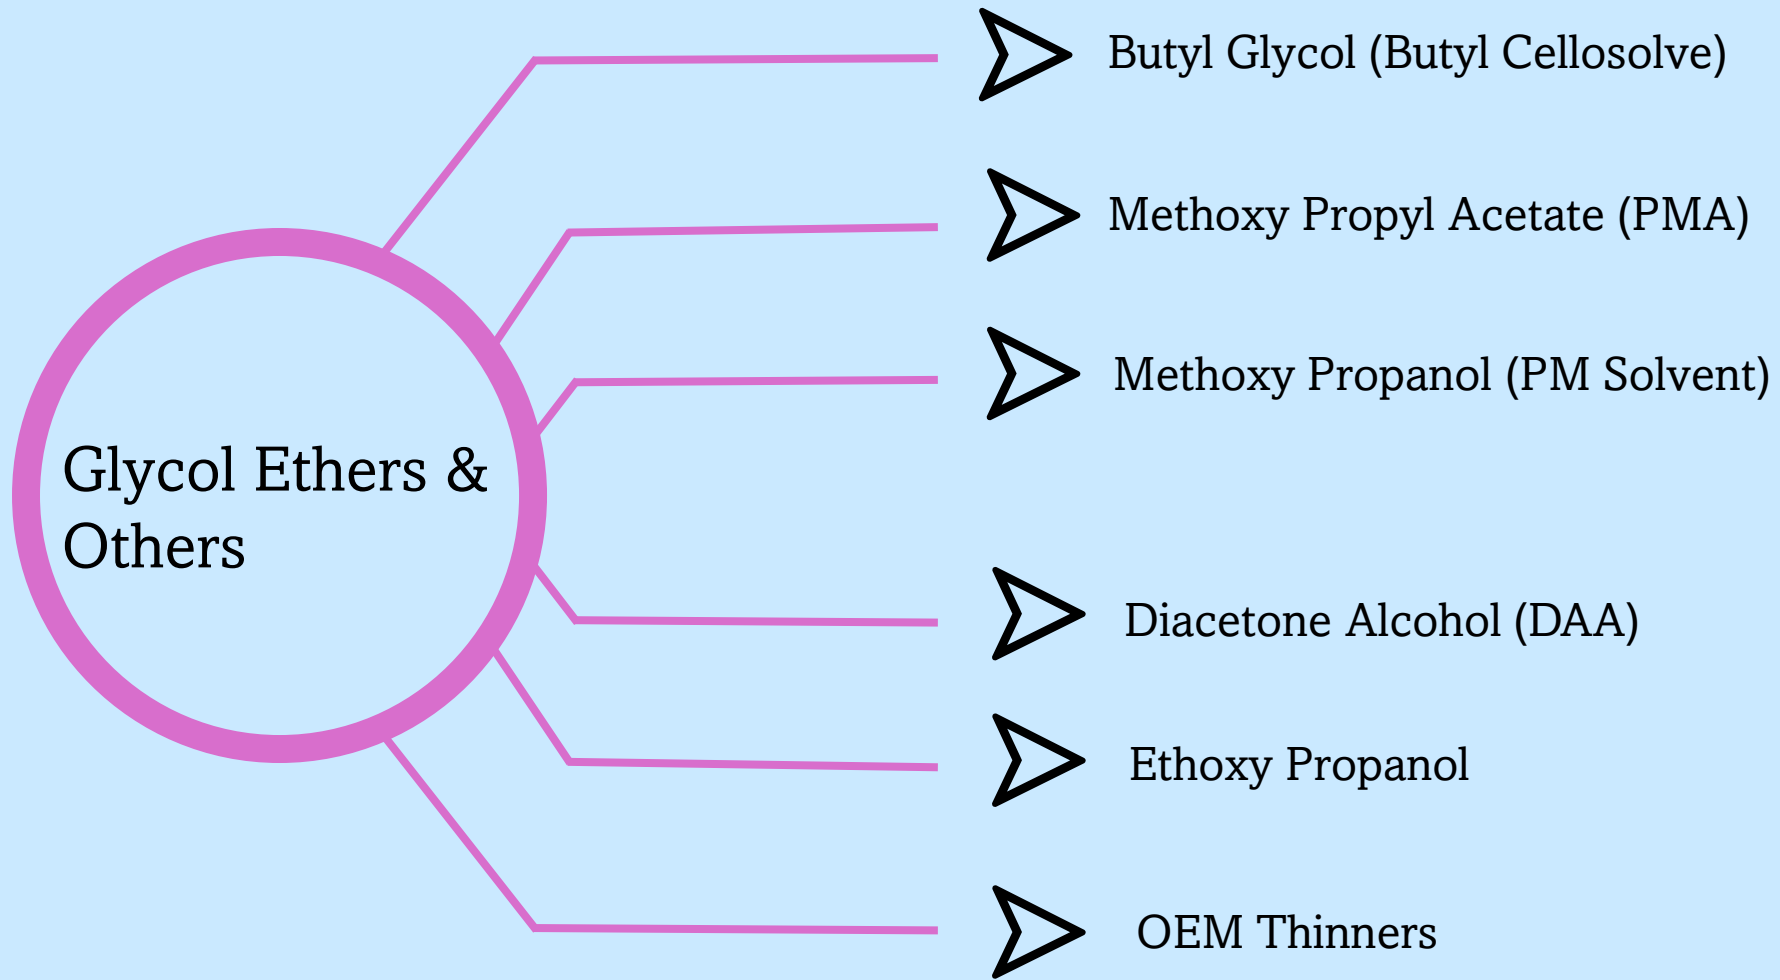 Butyl Glycol (Butyl Cellosolve)
Methoxy Propyl Acetate (PMA)
Methoxy Propanol (PM Solvent)
Glycol Ethers &
Others
Diacetone Alcohol (DAA)
Ethoxy Propanol
OEM Thinners